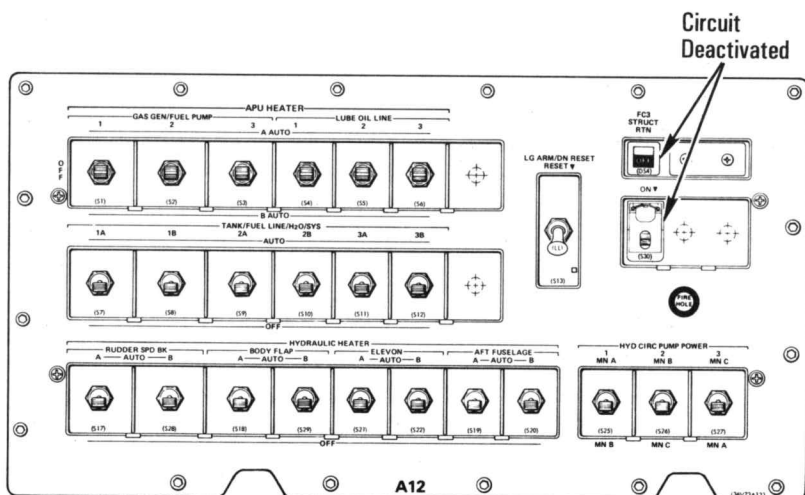 Circuit
Deactivated
APU HEATER
GAS GEN/FUEL PUMP LUBE OIL LINE
1 2 3 1 2 3
A AUTO
OFF
(S1) (S2) (S3) (S4) (S5) (S6)
B AUTO
TANK/FUEL LINE/H2O/SYS
1A 1B 2A 2B 3A 3B
AUTO
(S7) (S8) (S9) (S10) (S11) (S12)
OFF
HYDRAULIC HEATER
RUDDER SPD BK BODY FLAP ELEVON AFT FUSELAGE
A — AUTO — B A — AUTO — B A — AUTO — B A — AUTO — B
(S17) (S28) (S18) (S29) (S21) (S22) (S19) (S20)
OFF
LG ARM/DN RESET
RESET ▼
(S13)
FC3
STRUCT
RTN
(DS4)
ON ▼
(S30)
FIRE
HOLE
HYD CIRC PUMP POWER
1 2 3
MN A MN B MN C
(S25) (S26) (S27)
MN B MN C MN A
A12